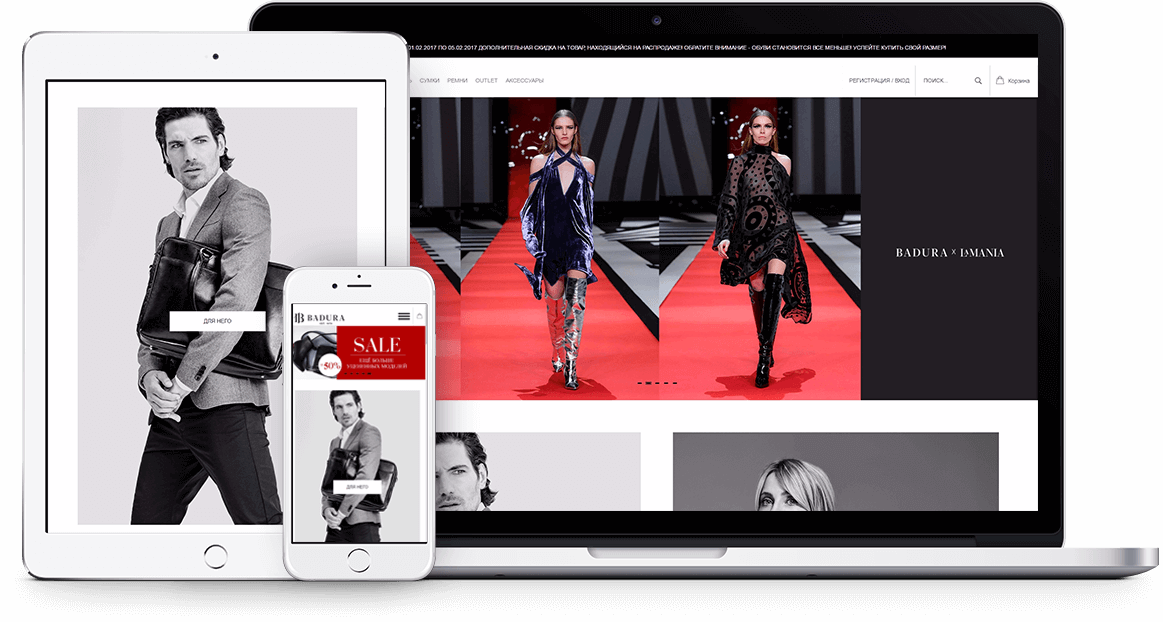 01.02.2017 ПО 05.02.2017 ДОПОЛНИТЕЛЬНАЯ СКИДКА НА ТОВАР, НАХОДЯЩИЙСЯ НА РАСПРОДАЖЕ! ОБРАТИТЕ ВНИМАНИЕ - ОБУВИ СТАНОВИТСЯ ВСЕ МЕНЬШЕ! УСПЕЙТЕ КУПИТЬ СВОЙ РАЗМЕР!
СУМКИ РЕМНИ OUTLET АКСЕССУАРЫ РЕГИСТРАЦИЯ / ВХОД ПОИСК... Корзина
BADURA × LaMANIA
ДЛЯ НЕГО
BADURA
SALE
ЕЩЁ БОЛЬШЕ
УЦЕНЕННЫХ МОДЕЛЕЙ
-50%
ДЛЯ НЕГО